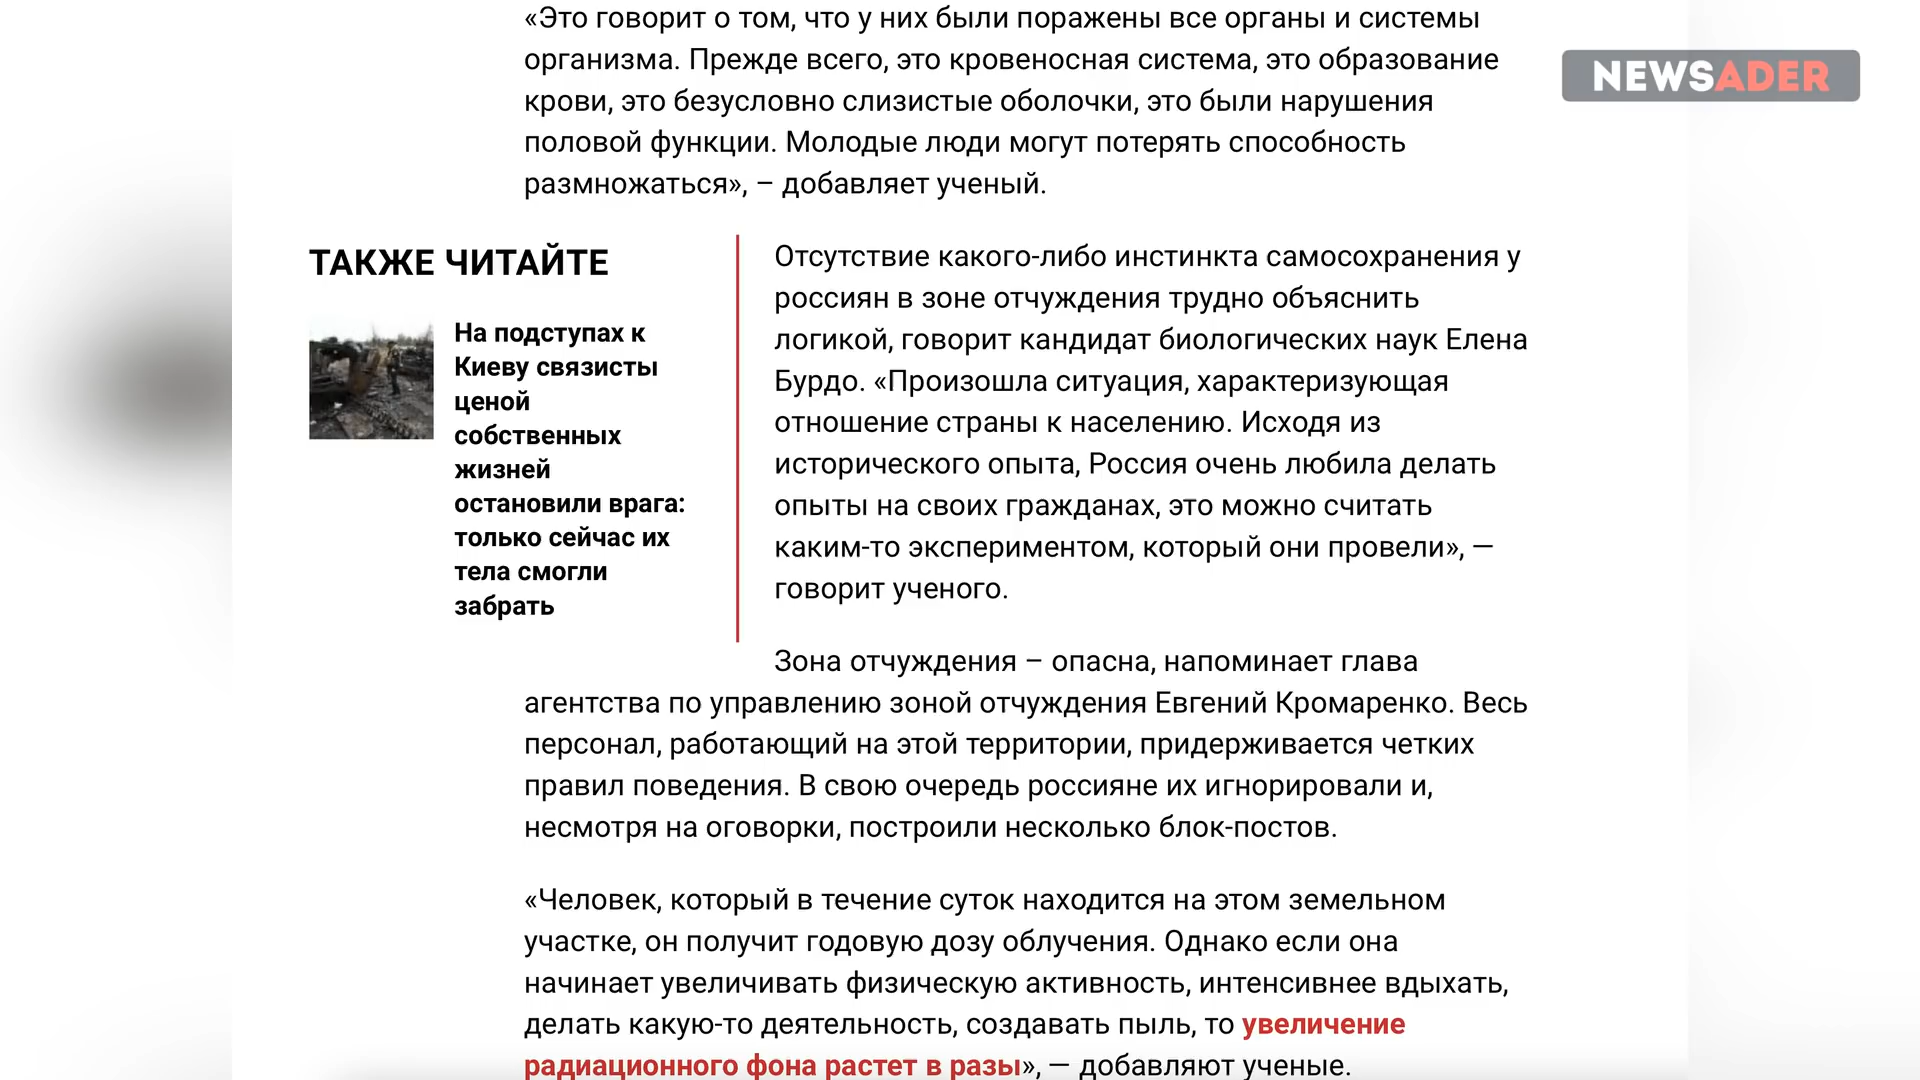 «Это говорит о том, что у них были поражены все органы и системы
организма. Прежде всего, это кровеносная система, это образование
крови, это безусловно слизистые оболочки, это были нарушения
половой функции. Молодые люди могут потерять способность
размножаться», – добавляет ученый.
NEWSADER
ТАКЖЕ ЧИТАЙТЕ
На подступах к
Киеву связисты
ценой
собственных
жизней
остановили врага:
только сейчас их
тела смогли
забрать
Отсутствие какого-либо инстинкта самосохранения у
россиян в зоне отчуждения трудно объяснить
логикой, говорит кандидат биологических наук Елена
Бурдо. «Произошла ситуация, характеризующая
отношение страны к населению. Исходя из
исторического опыта, Россия очень любила делать
опыты на своих гражданах, это можно считать
каким-то экспериментом, который они провели», —
говорит ученого.
Зона отчуждения – опасна, напоминает глава
агентства по управлению зоной отчуждения Евгений Кромаренко. Весь
персонал, работающий на этой территории, придерживается четких
правил поведения. В свою очередь россияне их игнорировали и,
несмотря на оговорки, построили несколько блок-постов.
«Человек, который в течение суток находится на этом земельном
участке, он получит годовую дозу облучения. Однако если она
начинает увеличивать физическую активность, интенсивнее вдыхать,
делать какую-то деятельность, создавать пыль, то увеличение
радиационного фона растет в разы», — добавляют ученые.